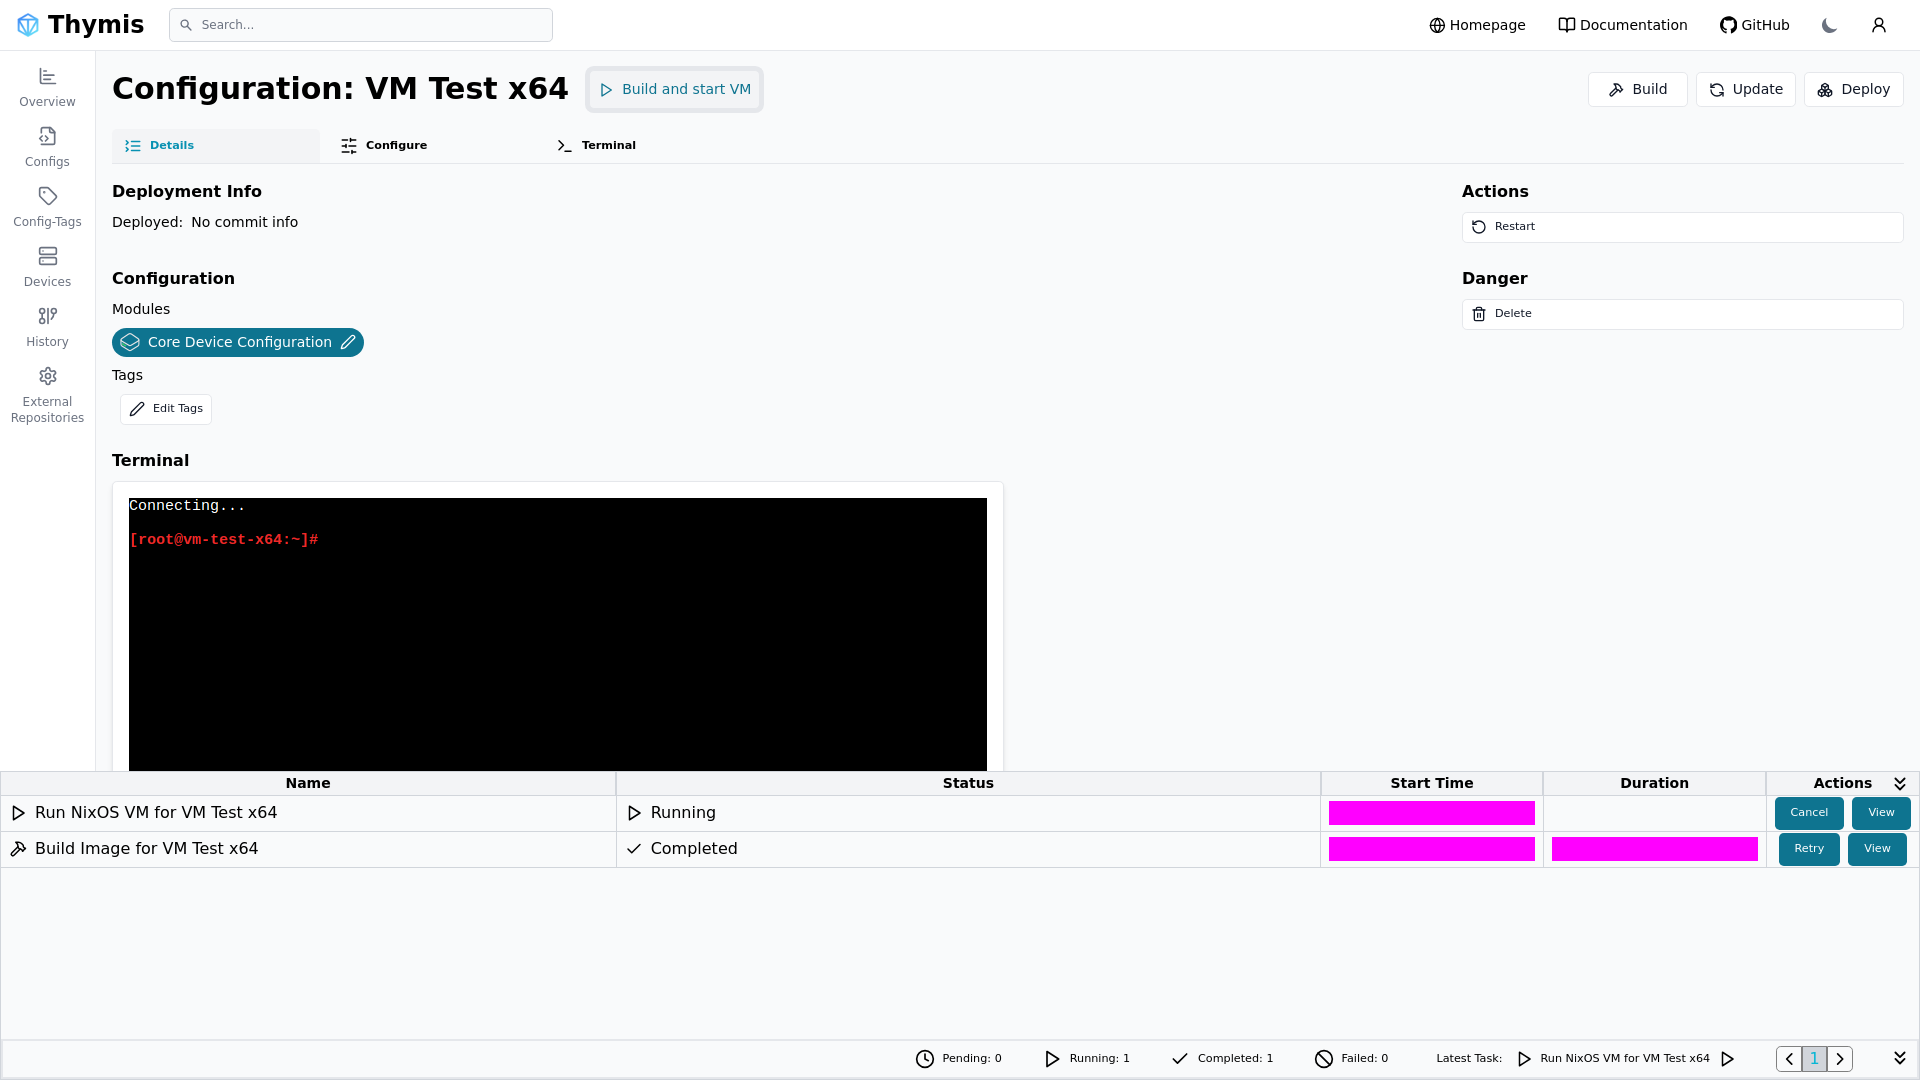 Thymis
Search...
Homepage
Documentation
GitHub
Overview
Configs
Config-Tags
Devices
History
External
Repositories
Configuration: VM Test x64
Build and start VM
Build
Update
Deploy
Details
Configure
Terminal
Deployment Info
Deployed: No commit info
Configuration
Modules
Core Device Configuration
Tags
Edit Tags
Actions
Restart
Danger
Delete
Terminal
Connecting...
[root@vm-test-x64:~]#
Name Status Start Time Duration Actions
Run NixOS VM for VM Test x64 Running Cancel View
Build Image for VM Test x64 Completed Retry View
Pending: 0 Running: 1 Completed: 1 Failed: 0 Latest Task: Run NixOS VM for VM Test x64 1